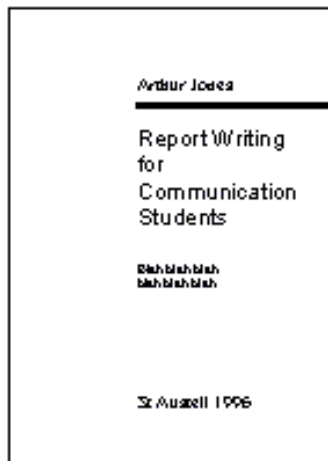 Arthur Jones
Report Writing
for
Communication
Students
Blah blah blah
blah blah blah
St Austell 1996